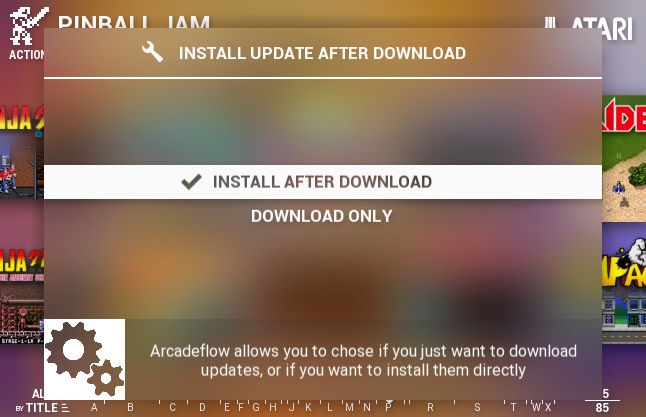 PINBALL JAM
ATARI
ACTION
INSTALL UPDATE AFTER DOWNLOAD
INSTALL AFTER DOWNLOAD
DOWNLOAD ONLY
Arcadeflow allows you to chose if you just want to download
updates, or if you want to install them directly
BY TITLE
A B C D E F G H J K L M N P R S T W X
5
85